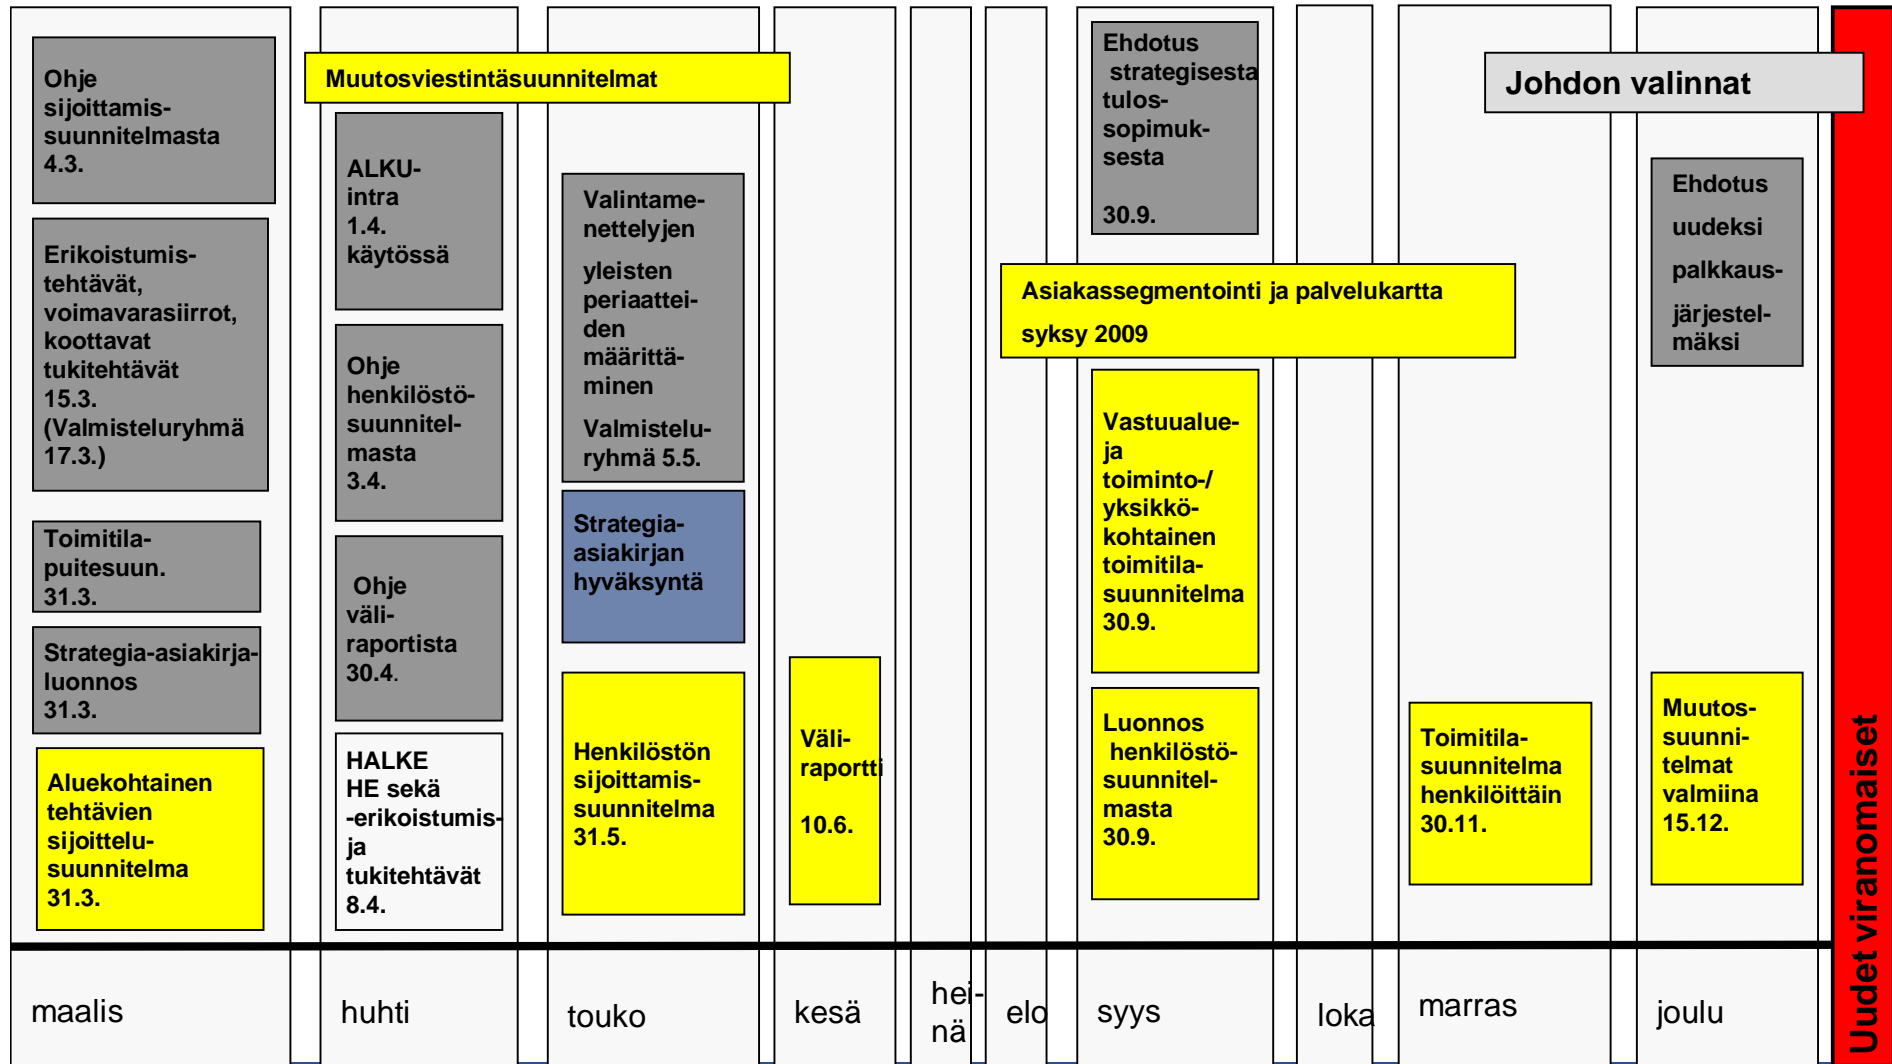 Ohje
sijoittamis-
suunnitelmasta
4.3.
Erikoistumis-
tehtävät,
voimavarasiirrot,
koottavat
tukitehtävät
15.3.
(Valmisteluryhmä
17.3.)
Toimitila-
puitesuun.
31.3.
Strategia-asiakirja-
luonnos
31.3.
Aluekohtainen
tehtävien
sijoittelu-
suunnitelma
31.3.
Muutosviestintäsuunnitelmat
ALKU-
intra
1.4.
käytössä
Ohje
henkilöstö-
suunnitel-
masta
3.4.
Ohje
väli-
raportista
30.4.
HALKE
HE sekä
-erikoistumis-
ja
tukitehtävät
8.4.
Valintame-
nettelyjen
yleisten
periaattei-
den
määrittä-
minen
Valmistelu-
ryhmä 5.5.
Strategia-
asiakirjan
hyväksyntä
Henkilöstön
sijoittamis-
suunnitelma
31.5.
Väli-
raportti
10.6.
Ehdotus
strategisesta
tulos-
sopimuk-
sesta
30.9.
Asiakassegmentointi ja palvelukartta
syksy 2009
Vastuualue-
ja
toiminto-/
yksikkö-
kohtainen
toimitila-
suunnitelma
30.9.
Luonnos
henkilöstö-
suunnitel-
masta
30.9.
Toimitila-
suunnitelma
henkilöittäin
30.11.
Johdon valinnat
Ehdotus
uudeksi
palkkaus-
järjestel-
mäksi
Muutos-
suunni-
telmat
valmiina
15.12.
Uudet viranomaiset
maalis
huhti
touko
kesä
hei-
nä
elo
syys
loka
marras
joulu